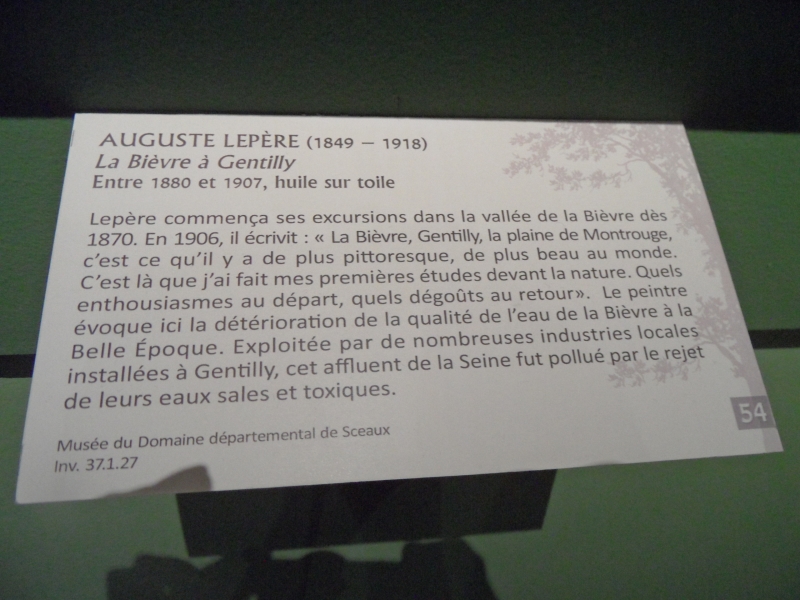 AUGUSTE LEPÈRE (1849 – 1918)
La Bièvre à Gentilly
Entre 1880 et 1907, huile sur toile
Lepère commença ses excursions dans la vallée de la Bièvre dès
1870. En 1906, il écrivit : « La Bièvre, Gentilly, la plaine de Montrouge,
c'est ce qu'il y a de plus pittoresque, de plus beau au monde.
C'est là que j'ai fait mes premières études devant la nature. Quels
enthousiasmes au départ, quels dégoûts au retour». Le peintre
évoque ici la détérioration de la qualité de l'eau de la Bièvre à la
Belle Époque. Exploitée par de nombreuses industries locales
installées à Gentilly, cet affluent de la Seine fut pollué par le rejet
de leurs eaux sales et toxiques.
54
Musée du Domaine départemental de Sceaux
Inv. 37.1.27